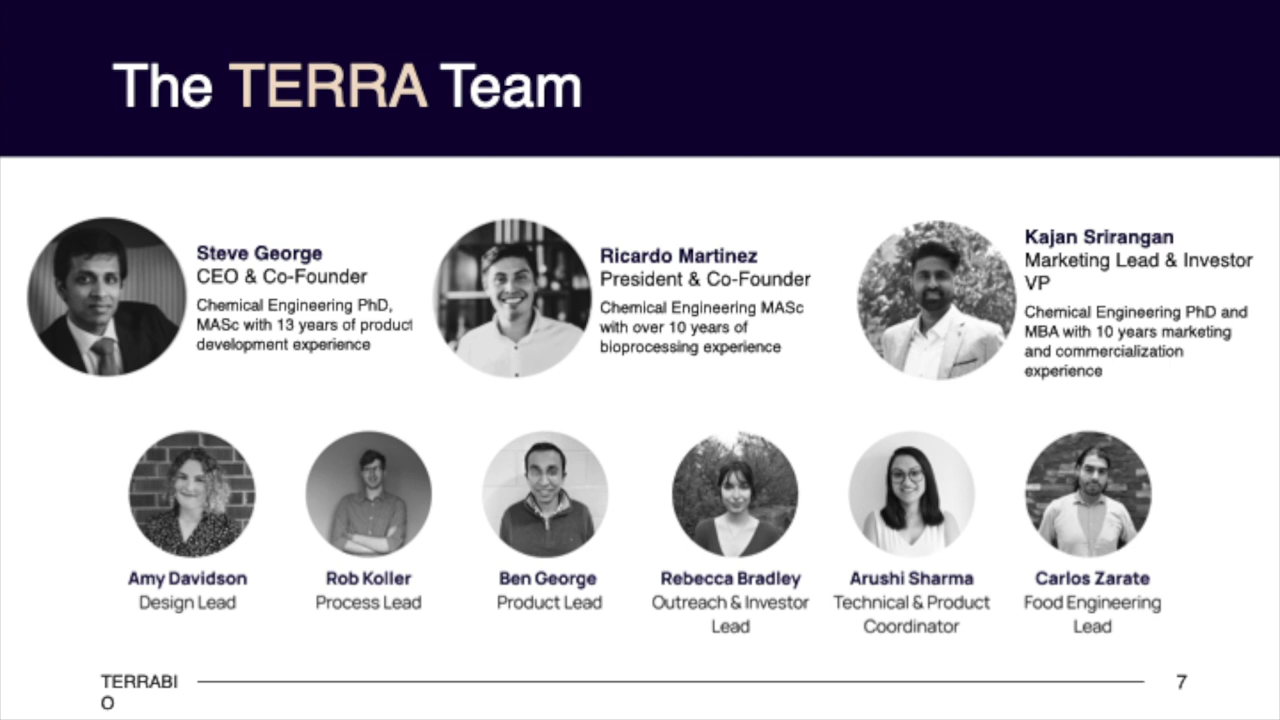 The TERRA Team
Steve George
CEO & Co-Founder
Chemical Engineering PhD,
MASc with 13 years of product
development experience
Ricardo Martinez
President & Co-Founder
Chemical Engineering MASc
with over 10 years of
bioprocessing experience
Kajan Srirangan
Marketing Lead & Investor
VP
Chemical Engineering PhD and
MBA with 10 years marketing
and commercialization
experience
Amy Davidson
Design Lead
Rob Koller
Process Lead
Ben George
Product Lead
Rebecca Bradley
Outreach & Investor
Lead
Arushi Sharma
Technical & Product
Coordinator
Carlos Zarate
Food Engineering
Lead
TERRABI
O
7